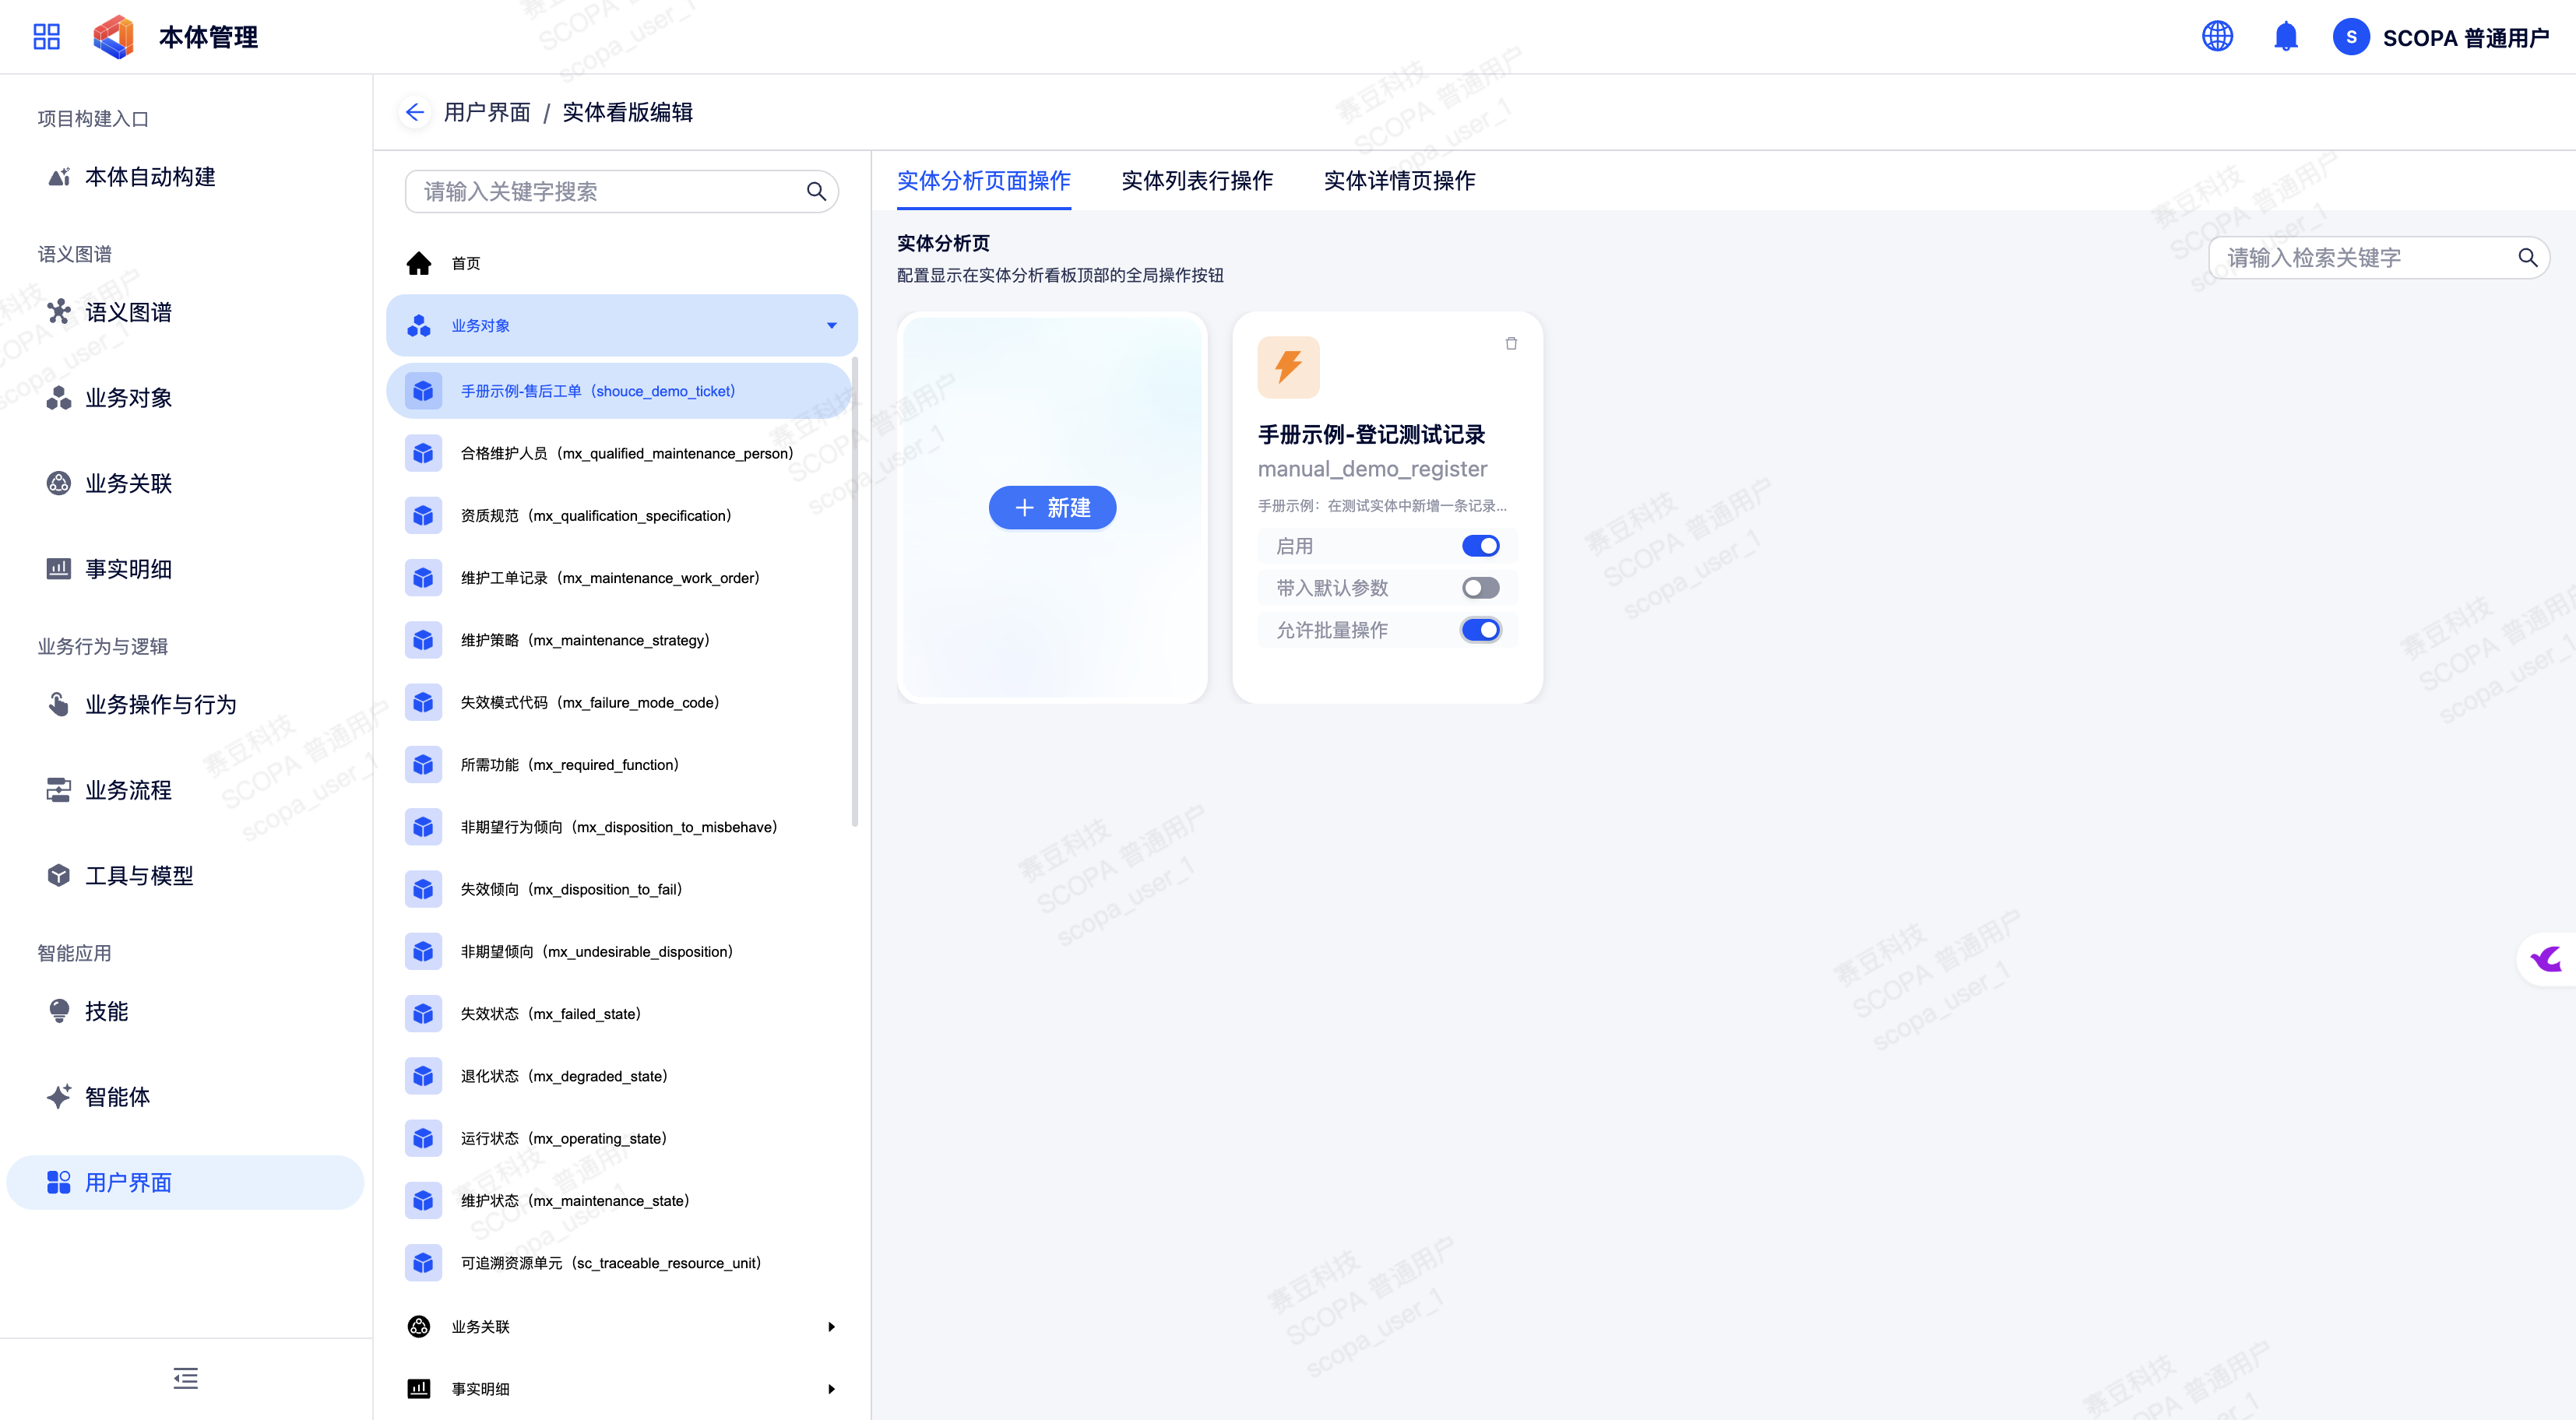 本体管理
S
SCOPA 普通用户
项目构建入口
本体自动构建
语义图谱
语义图谱
业务对象
业务关联
事实明细
业务行为与逻辑
业务操作与行为
业务流程
工具与模型
智能应用
技能
智能体
用户界面
用户界面 / 实体看版编辑
请输入关键字搜索
首页
业务对象
手册示例-售后工单（shouce_demo_ticket）
合格维护人员（mx_qualified_maintenance_person）
资质规范（mx_qualification_specification）
维护工单记录（mx_maintenance_work_order）
维护策略（mx_maintenance_strategy）
失效模式代码（mx_failure_mode_code）
所需功能（mx_required_function）
非期望行为倾向（mx_disposition_to_misbehave）
失效倾向（mx_disposition_to_fail）
非期望倾向（mx_undesirable_disposition）
失效状态（mx_failed_state）
退化状态（mx_degraded_state）
运行状态（mx_operating_state）
维护状态（mx_maintenance_state）
可追溯资源单元（sc_traceable_resource_unit）
业务关联
事实明细
实体分析页面操作
实体列表行操作
实体详情页操作
实体分析页
配置显示在实体分析看板顶部的全局操作按钮
请输入检索关键字
新建
手册示例-登记测试记录
manual_demo_register
手册示例：在测试实体中新增一条记录...
启用
带入默认参数
允许批量操作
赛豆科技
SCOPA 普通用户
scopa_user_1